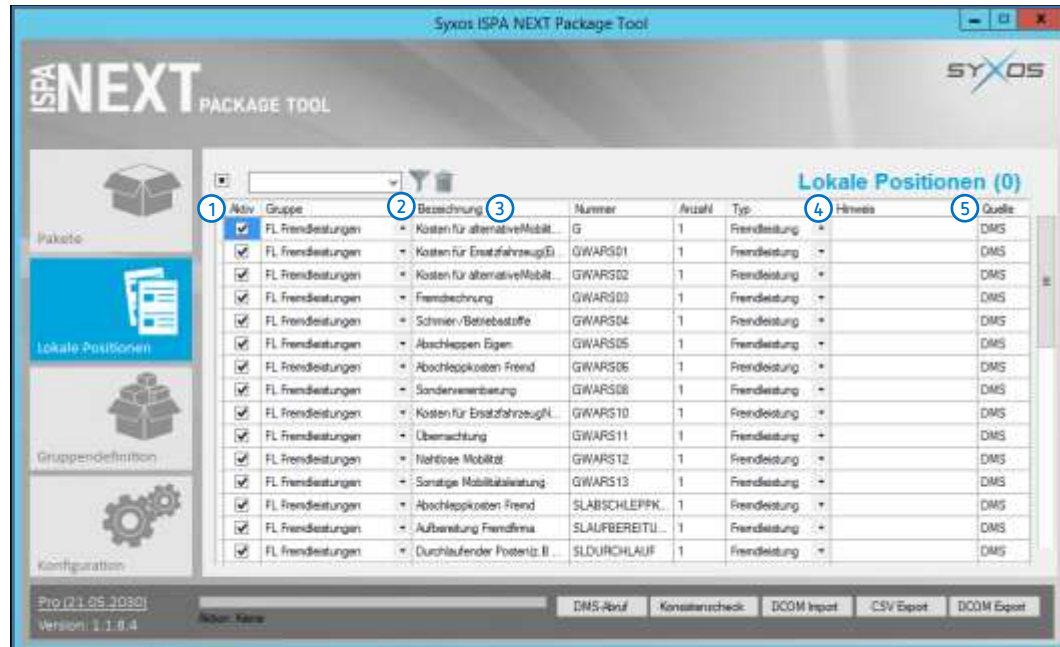 Syxos ISPA NEXT Package Tool
ISPA NEXT PACKAGE TOOL
SYXOS
Pakete
Lokale Positionen
Gruppendefinition
Konfiguration
Lokale Positionen (0)
1 Aktiv Gruppe 2 Bezeichnung 3 Nummer Anzahl Typ 4 Hinweis 5 Quelle
FL Fremdleistungen Kosten für alternativeMobilit... G 1 Fremdleistung DMS
FL Fremdleistungen Kosten für Ersatzfahrzeug(Ei... GWARS01 1 Fremdleistung DMS
FL Fremdleistungen Kosten für alternativeMobilit... GWARS02 1 Fremdleistung DMS
FL Fremdleistungen Fremdrechnung GWARS03 1 Fremdleistung DMS
FL Fremdleistungen Schmier-/Betriebsstoffe GWARS04 1 Fremdleistung DMS
FL Fremdleistungen Abschleppen Eigen GWARS05 1 Fremdleistung DMS
FL Fremdleistungen Abschleppkosten Fremd GWARS06 1 Fremdleistung DMS
FL Fremdleistungen Sondervereinbarung GWARS08 1 Fremdleistung DMS
FL Fremdleistungen Kosten für ErsatzfahrzeugN... GWARS10 1 Fremdleistung DMS
FL Fremdleistungen Übernachtung GWARS11 1 Fremdleistung DMS
FL Fremdleistungen Nahtlose Mobilität GWARS12 1 Fremdleistung DMS
FL Fremdleistungen Sonstige Mobilitätsleistung GWARS13 1 Fremdleistung DMS
FL Fremdleistungen Abschleppkosten Fremd SLABSCHLEPPK... 1 Fremdleistung DMS
FL Fremdleistungen Aufbereitung Fremdfirma SLAUFBEREITU... 1 Fremdleistung DMS
FL Fremdleistungen Durchlaufender Posten(z.B... SLDURCHLAUF 1 Fremdleistung DMS
Pro (21.05.2030)
Version: 1.1.8.4
Aktion: Keine
DMS-Abruf Konsistenzcheck DCOM Import CSV Export DCOM Export